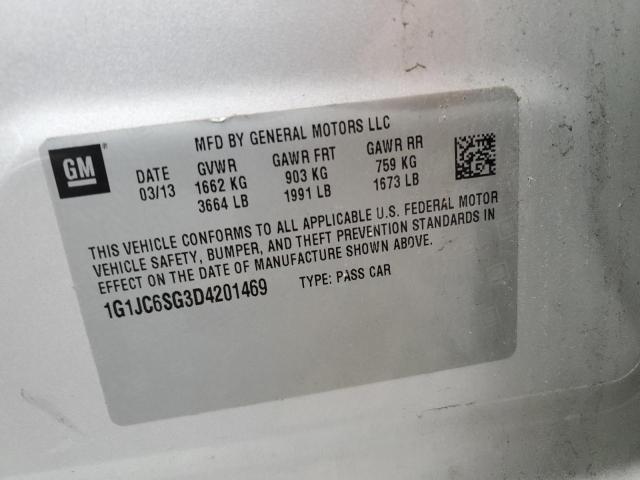 GM
®
MFD BY GENERAL MOTORS LLC
DATE GVWR GAWR FRT GAWR RR
03/13 1662 KG 903 KG 759 KG
3664 LB 1991 LB 1673 LB
THIS VEHICLE CONFORMS TO ALL APPLICABLE U.S. FEDERAL MOTOR
VEHICLE SAFETY, BUMPER, AND THEFT PREVENTION STANDARDS IN
EFFECT ON THE DATE OF MANUFACTURE SHOWN ABOVE.
1G1JC6SG3D4201469 TYPE: PASS CAR